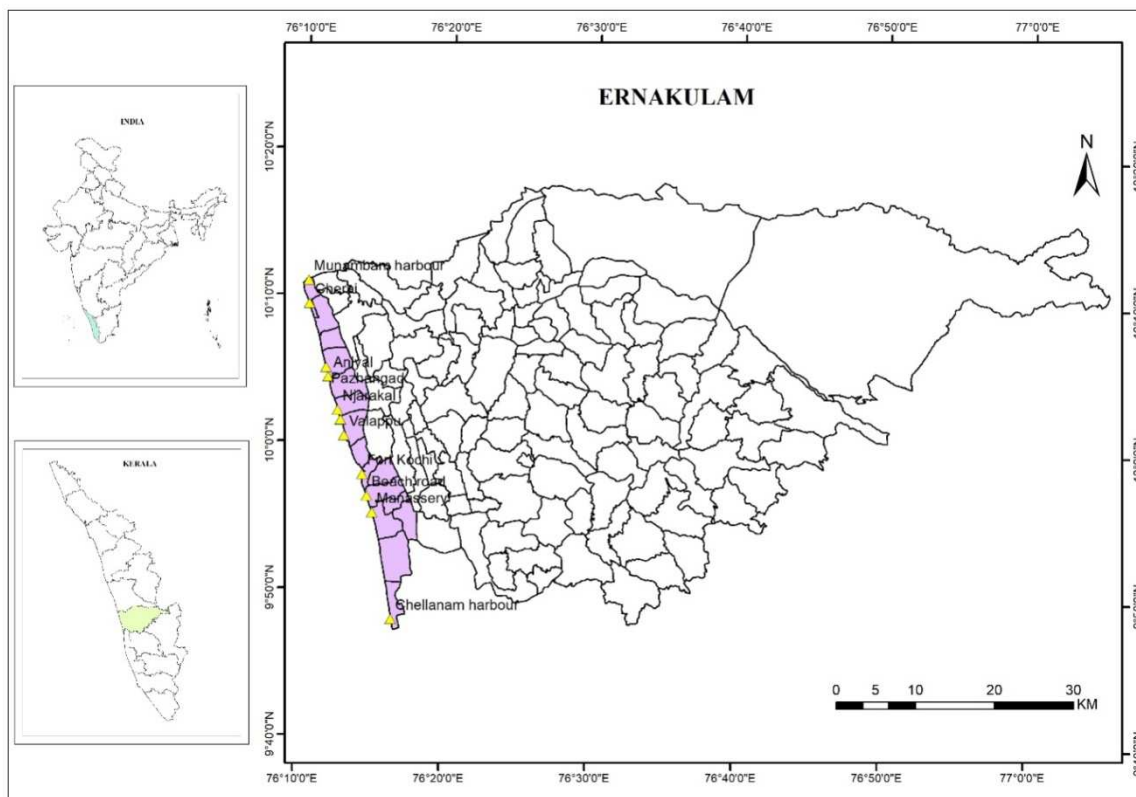 76°10'0"E 76°20'0"E 76°30'0"E 76°40'0"E 76°50'0"E 77°0'0"E
ERNAKULAM
INDIA
N
10°20'0"N
Munambam harbour
Cherai
10°10'0"N
Aniyal
Pazhangad
Njarakal
Valappu
10°0'0"N
Fort Kochi
KERALA
Beach road
Manassery
9°50'0"N
Chellanam harbour
0 5 10 20 30
KM
9°40'0"N
76°10'0"E 76°20'0"E 76°30'0"E 76°40'0"E 76°50'0"E 77°0'0"E